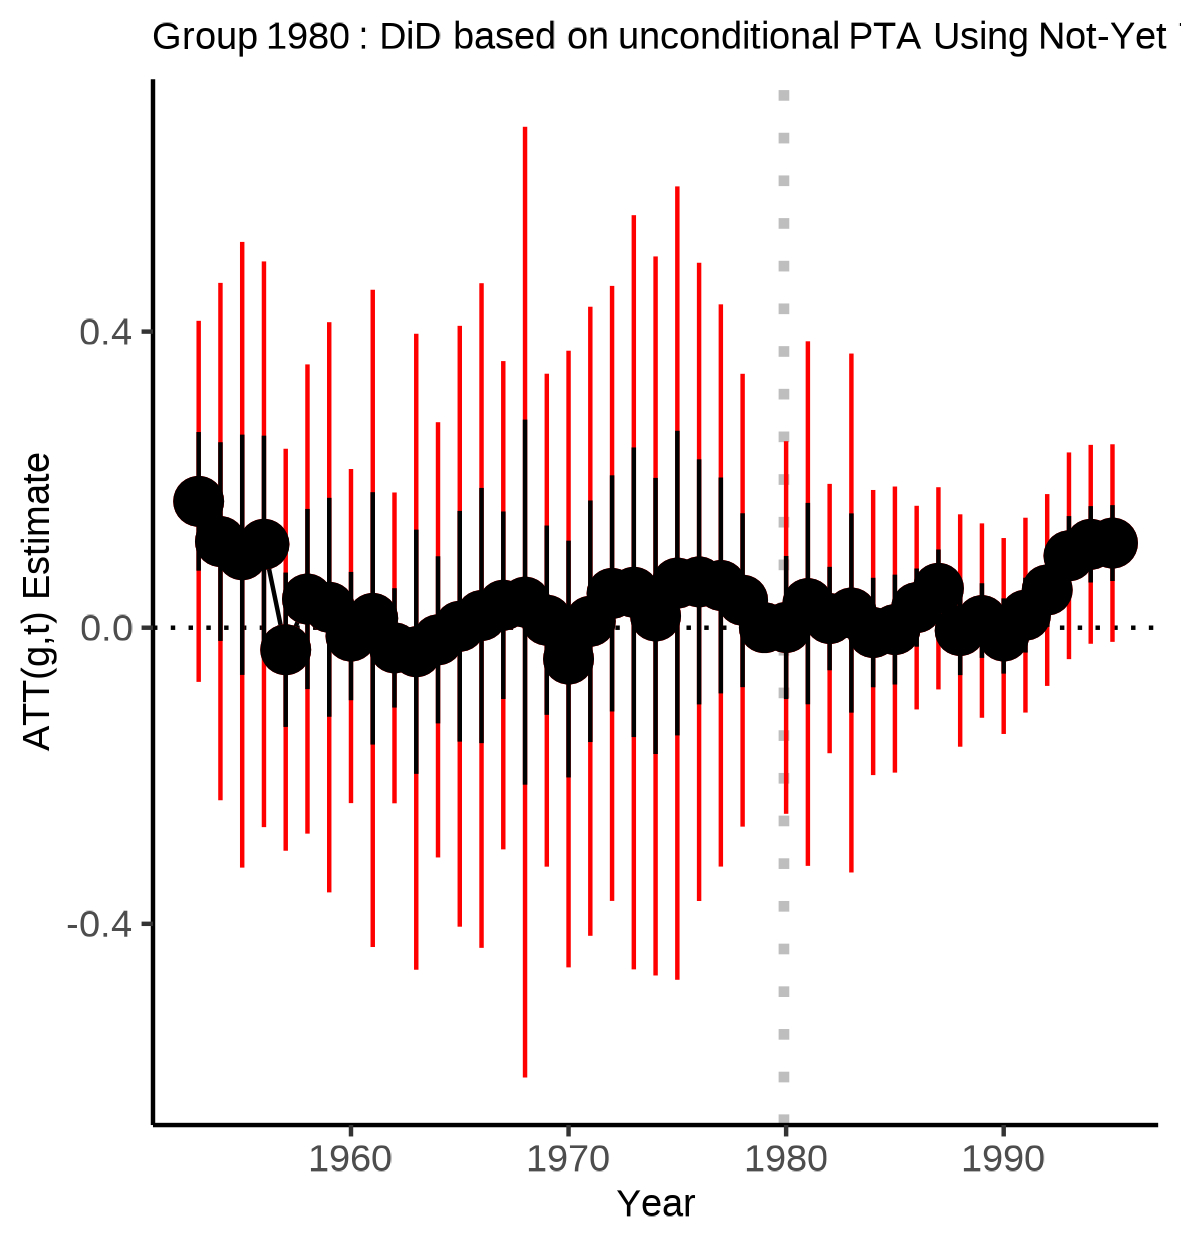 Group 1980 : DiD based on unconditional PTA Using Not-Yet
ATT(g,t) Estimate
0.4
0.0
-0.4
1960 1970 1980 1990
Year